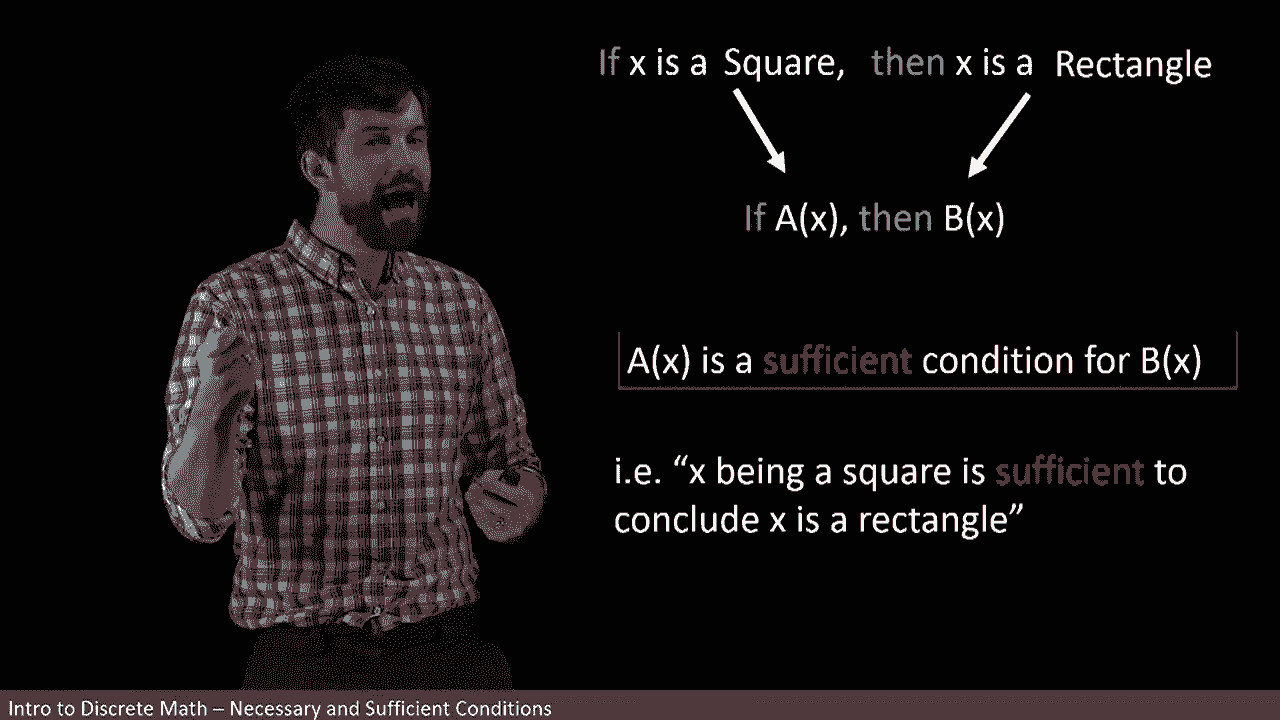 If x is a Square, then x is a Rectangle
If A(x), then B(x)
A(x) is a sufficient condition for B(x)
i.e. “x being a square is sufficient to
conclude x is a rectangle”
Intro to Discrete Math – Necessary and Sufficient Conditions